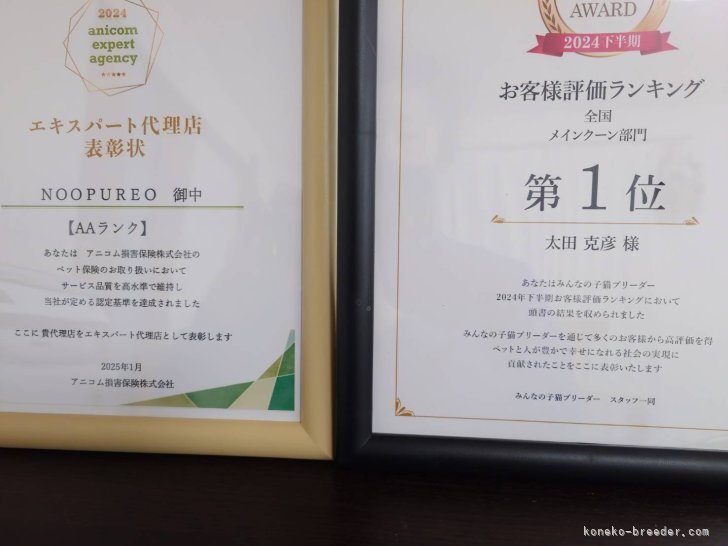 2024
anicom
expert
agency
エキスパート代理店
表彰状
NOOPUREO 御中
【AAランク】
あなたは アニコム損害保険株式会社の
ペット保険のお取り扱いにおいて
サービス品質を高水準で維持し
当社が定める認定基準を達成されました
ここに貴代理店をエキスパート代理店として表彰します
2025年1月
アニコム損害保険株式会社
AWARD
2024下半期
お客様評価ランキング
全国
メインクーン部門
第1位
太田 克彦 様
あなたはみんなの子猫ブリーダー
2024年下半期お客様評価ランキングにおいて
頭書の結果を収められました
みんなの子猫ブリーダーを通じて多くのお客様から高評価を得
ペットと人が豊かで幸せになれる社会の実現に
貢献されたことをここに表彰いたします
みんなの子猫ブリーダー スタッフ一同
koneko-breeder.com